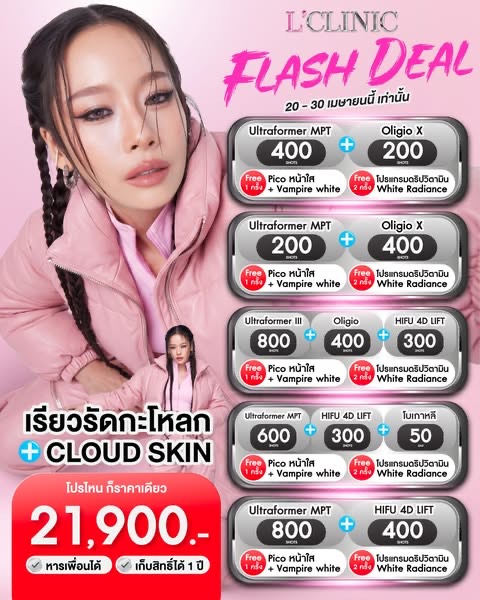 L'CLINIC
FLASH DEAL
20 - 30 เมษายนนี้ เท่านั้น
Ultraformer MPT + Oligio X
400 SHOTS 200 SHOTS
Free 1 ครั้ง Pico หน้าใส + Vampire white
Free 2 ครั้ง โปรแกรมดริปวิตามิน White Radiance
Ultraformer MPT + Oligio X
200 SHOTS 400 SHOTS
Free 1 ครั้ง Pico หน้าใส + Vampire white
Free 2 ครั้ง โปรแกรมดริปวิตามิน White Radiance
Ultraformer III + Oligio + HIFU 4D LIFT
800 SHOTS 400 SHOTS 300 SHOTS
Free 1 ครั้ง Pico หน้าใส + Vampire white
Free 2 ครั้ง โปรแกรมดริปวิตามิน White Radiance
Ultraformer MPT + HIFU 4D LIFT + โบเกาหลี
600 SHOTS 300 SHOTS 50
Free 1 ครั้ง Pico หน้าใส + Vampire white
Free 2 ครั้ง โปรแกรมดริปวิตามิน White Radiance
Ultraformer MPT + HIFU 4D LIFT
800 SHOTS 400 SHOTS
Free 1 ครั้ง Pico หน้าใส + Vampire white
Free 2 ครั้ง โปรแกรมดริปวิตามิน White Radiance
เรียวรัดกะโหลก
+ CLOUD SKIN
โปรไหน ก็ราคาเดียว
21,900.-
หารเพื่อนได้ เก็บสิทธิ์ได้ 1 ปี